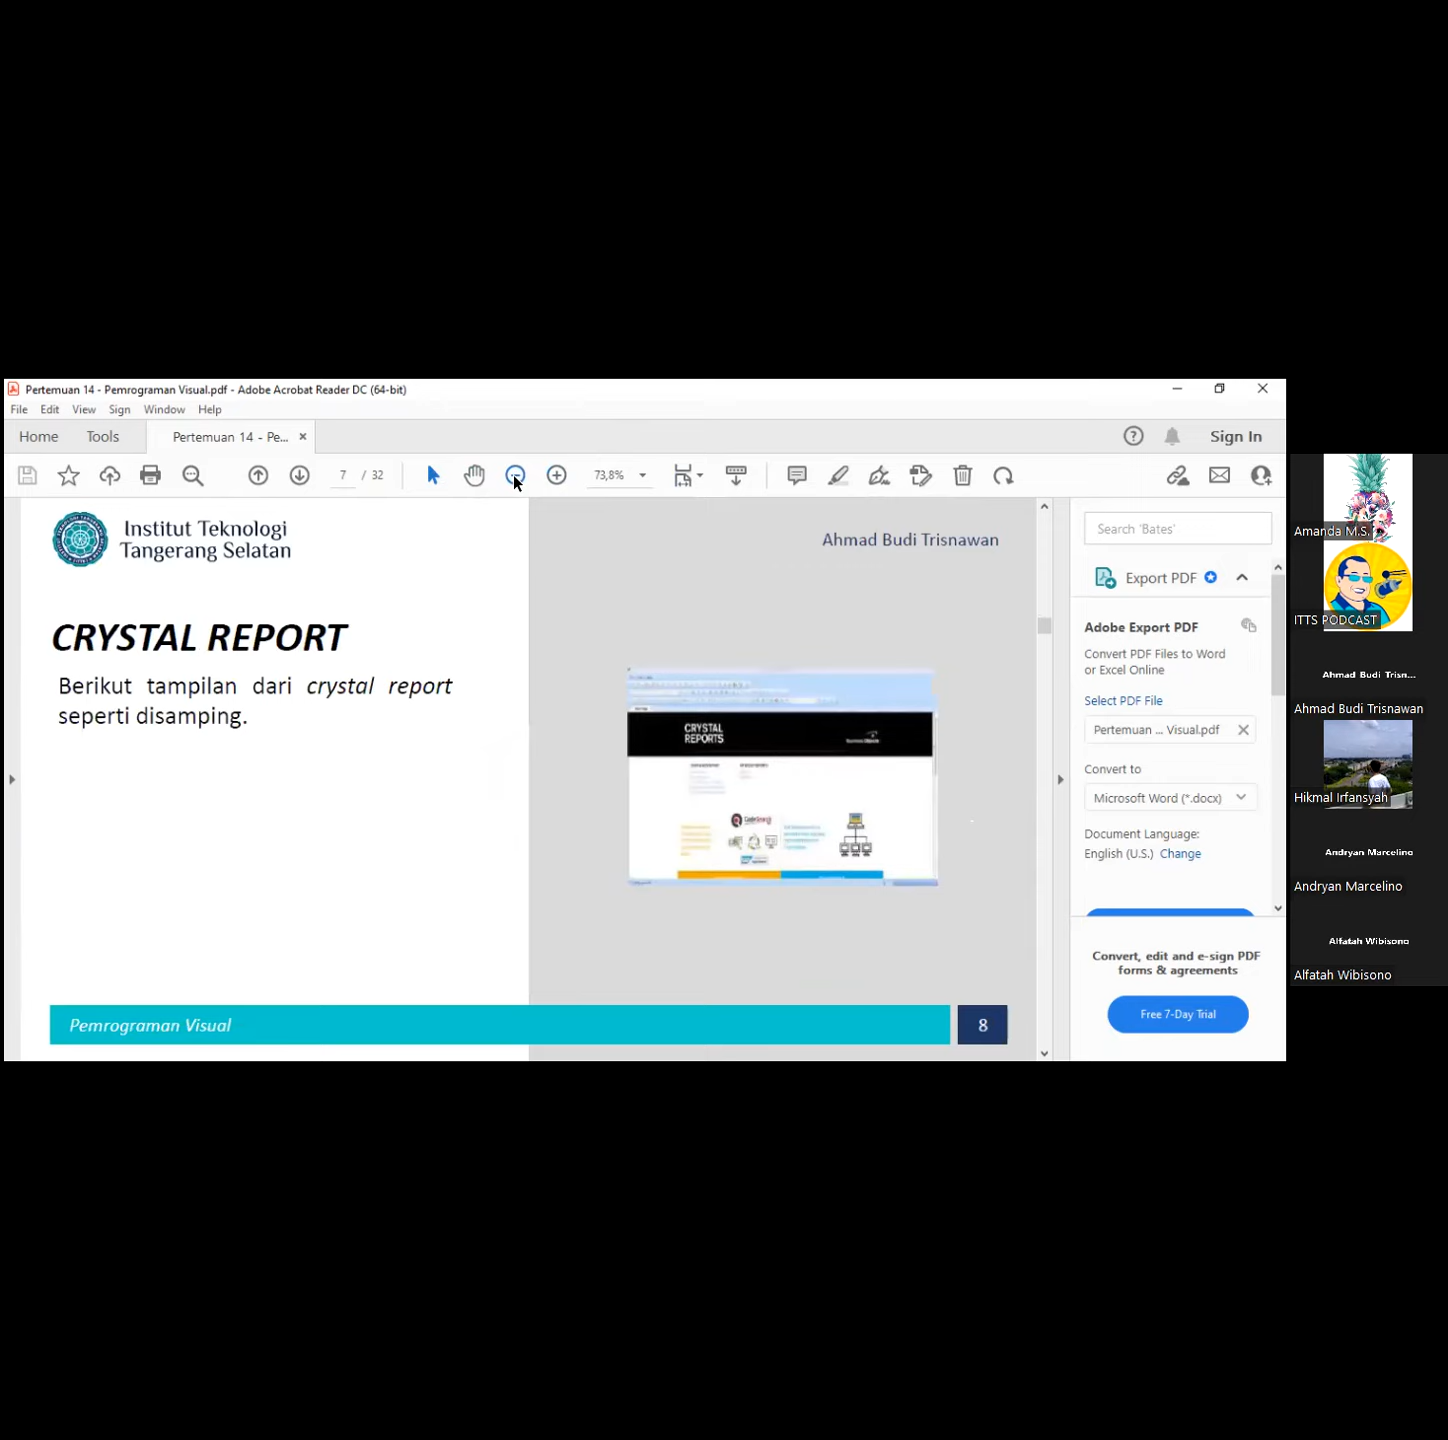 Pertemuan 14 - Pemrograman Visual.pdf - Adobe Acrobat Reader DC (64-bit)
File Edit View Sign Window Help
Home Tools Pertemuan 14 - Pe... × Sign In
7 / 32 73,8%
Institut Teknologi
Tangerang Selatan
Ahmad Budi Trisnawan
CRYSTAL REPORT
Berikut tampilan dari crystal report
seperti disamping.
CRYSTAL
REPORTS
Pemrograman Visual
8
Search 'Bates'
Export PDF
Adobe Export PDF
Convert PDF Files to Word
or Excel Online
Select PDF File
Pertemuan ... Visual.pdf
Convert to
Microsoft Word (*.docx)
Document Language:
English (U.S.) Change
Convert, edit and e-sign PDF
forms & agreements
Free 7-Day Trial
Amanda M.S.
ITTS PODCAST
Ahmad Budi Trisn...
Ahmad Budi Trisnawan
Hikmal Irfansyah
Andryan Marcelino
Andryan Marcelino
Alfatah Wibisono
Alfatah Wibisono